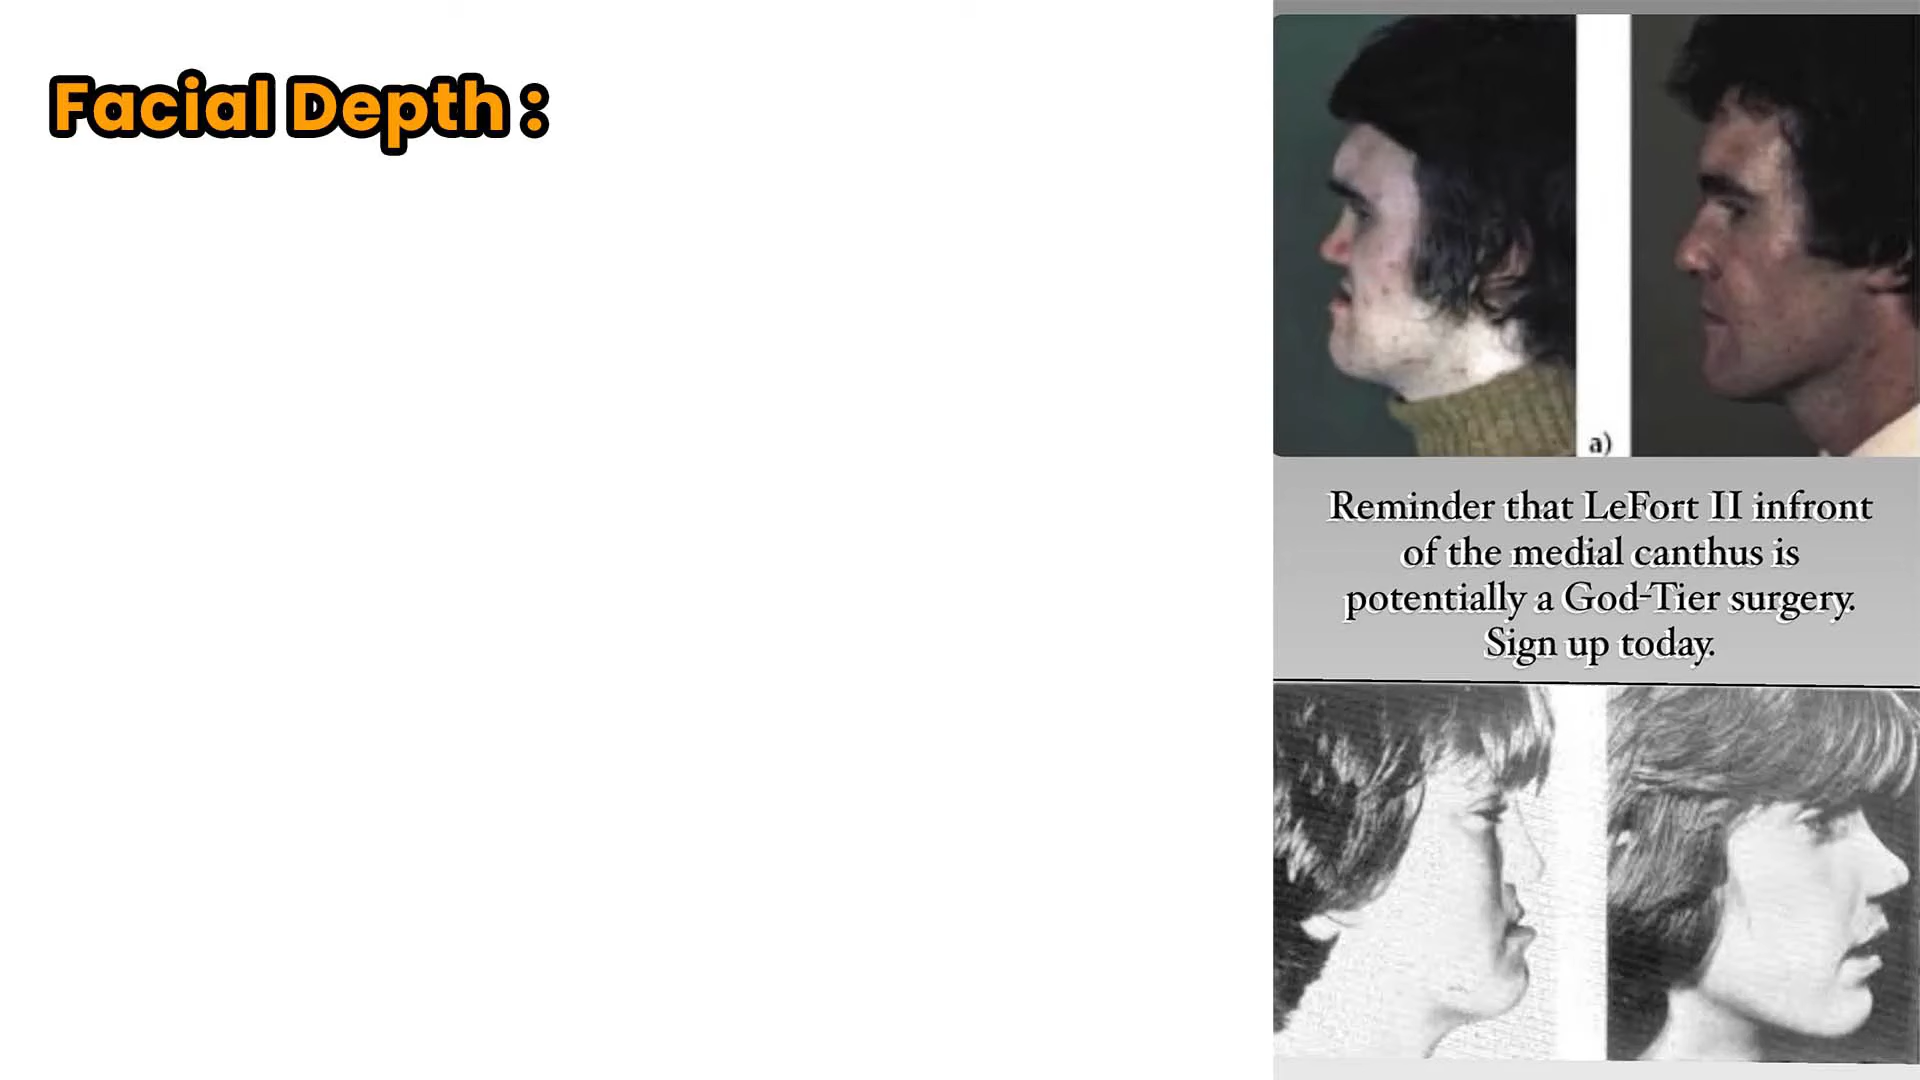 Facial Depth :
a)
Reminder that LeFort II infront
of the medial canthus is
potentially a God-Tier surgery.
Sign up today.